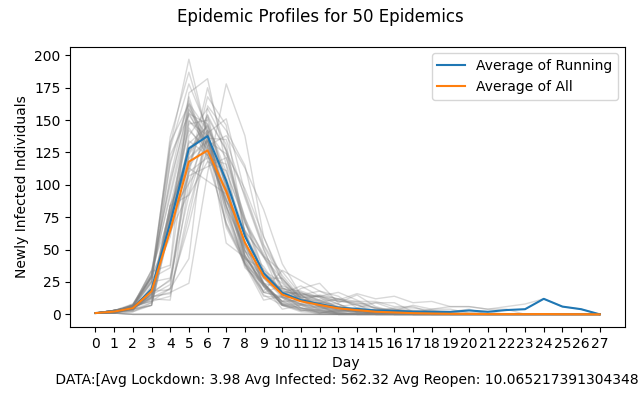 Epidemic Profiles for 50 Epidemics
Average of Running
Average of All
Newly Infected Individuals
200
175
150
125
100
75
50
25
0
0 1 2 3 4 5 6 7 8 9 10 11 12 13 14 15 16 17 18 19 20 21 22 23 24 25 26 27
Day
DATA:[Avg Lockdown: 3.98 Avg Infected: 562.32 Avg Reopen: 10.065217391304348